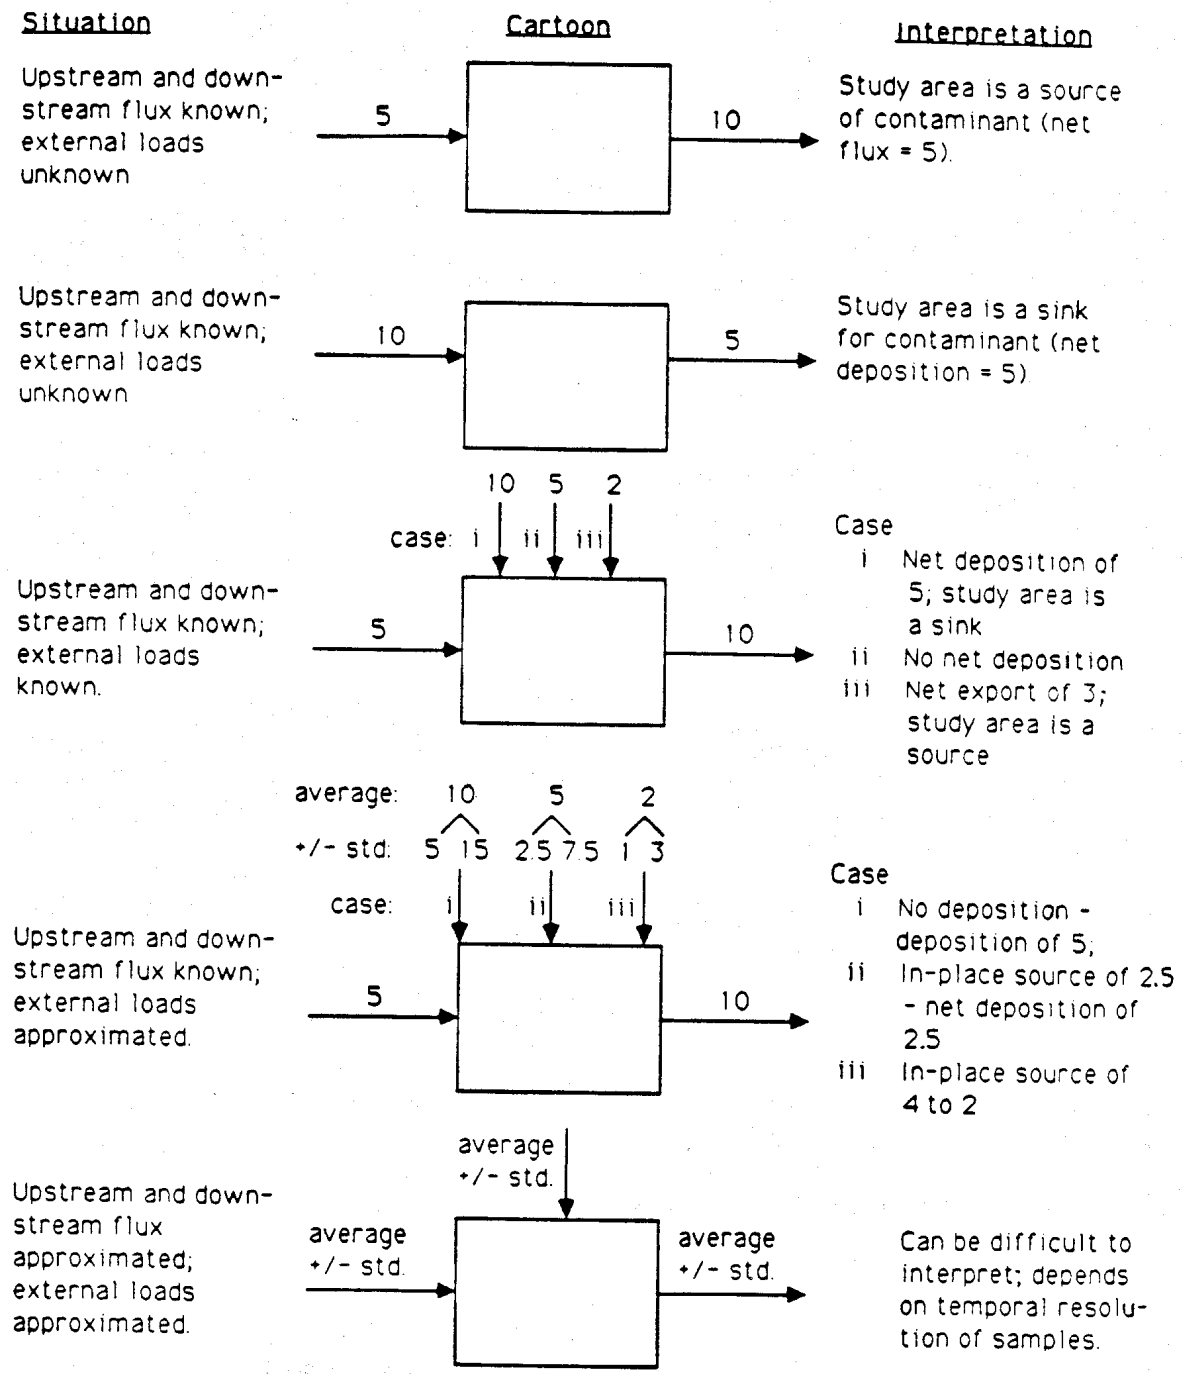 Situation
Cartoon
Interpretation
Upstream and down-
stream flux known;
external loads
unknown
5
10
Study area is a source
of contaminant (net
flux = 5).
Upstream and down-
stream flux known;
external loads
unknown
10
5
Study area is a sink
for contaminant (net
deposition = 5)
10 5 2
case: i ii iii
Upstream and down-
stream flux known;
external loads
known.
5
10
Case
i Net deposition of
5; study area is
a sink
ii No net deposition
iii Net export of 3;
study area is a
source
average: 10 5 2
+/- std: 5 15 2.5 7.5 1 3
case: i ii iii
Upstream and down-
stream flux known;
external loads
approximated.
5
10
Case
i No deposition -
deposition of 5;
ii In-place source of 2.5
- net deposition of
2.5
iii In-place source of
4 to 2
average
+/- std.
Upstream and down-
stream flux
approximated;
external loads
approximated.
average
+/- std.
average
+/- std.
Can be difficult to
interpret; depends
on temporal resolu-
tion of samples.